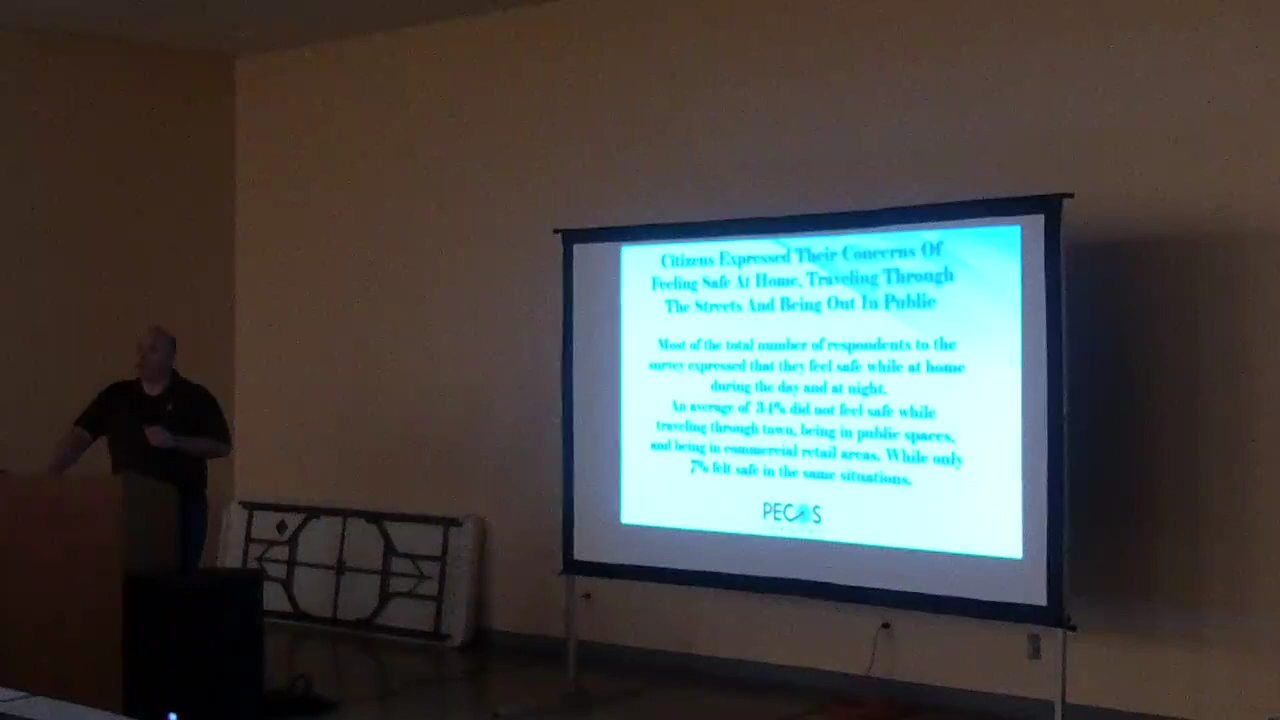 Citizens Expressed Their Concerns Of
Feeling Safe At Home, Traveling Through
The Streets And Being Out In Public
Most of the total number of respondents to the
survey expressed that they feel safe while at home
during the day and at night.
An average of 34% did not feel safe while
traveling through town, being in public spaces,
and being in commercial retail areas. While only
7% felt safe in the same situations.
PECOS